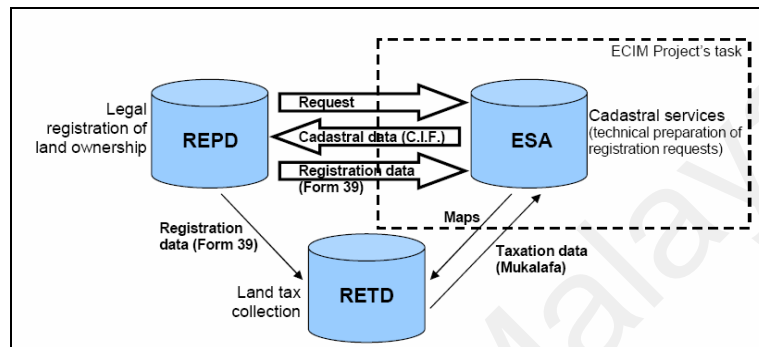 ECIM Project's task
Legal
registration of
land ownership
REPD
Request
Cadastral data (C.I.F.)
Registration data
(Form 39)
ESA
Cadastral services
(technical preparation of
registration requests)
Registration
data (Form 39)
Maps
Taxation data
(Mukalafa)
Land tax
collection
RETD
Malaya